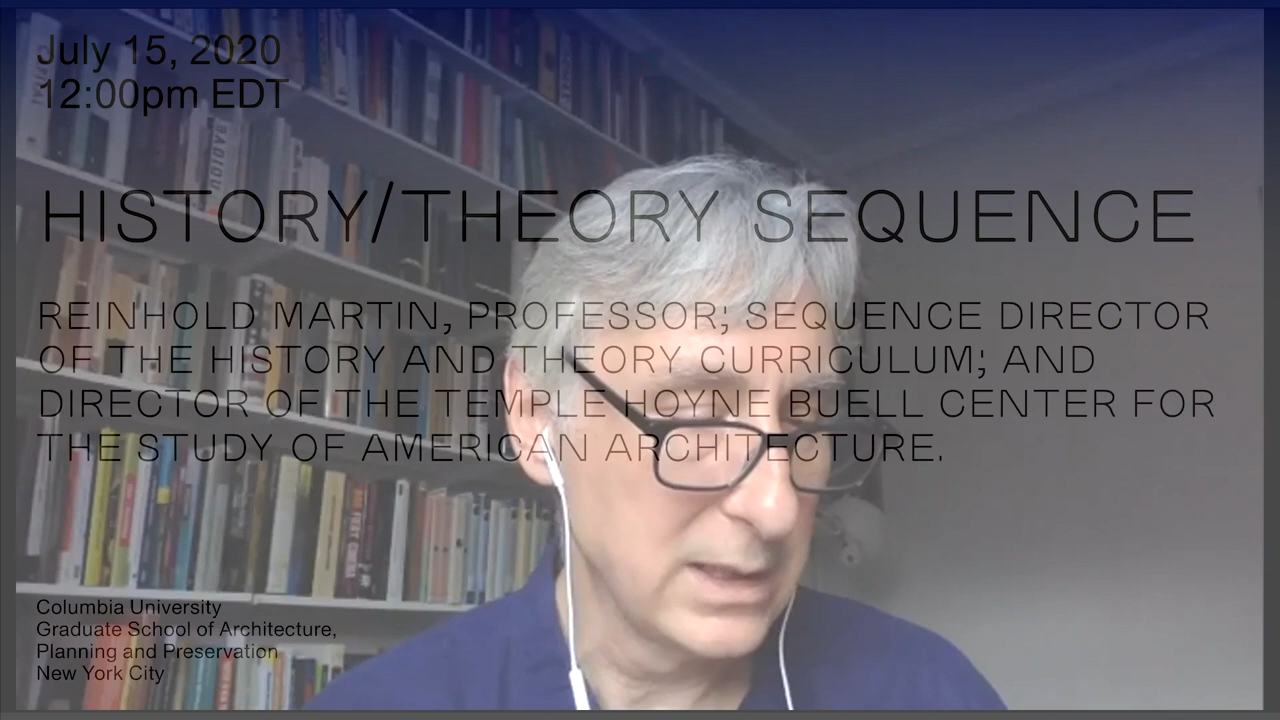 July 15, 2020
12:00pm EDT
HISTORY/THEORY SEQUENCE
REINHOLD MARTIN, PROFESSOR; SEQUENCE DIRECTOR
OF THE HISTORY AND THEORY CURRICULUM; AND
DIRECTOR OF THE TEMPLE HOYNE BUELL CENTER FOR
THE STUDY OF AMERICAN ARCHITECTURE.
BADIOU
Columbia University
Graduate School of Architecture,
Planning and Preservation
New York City